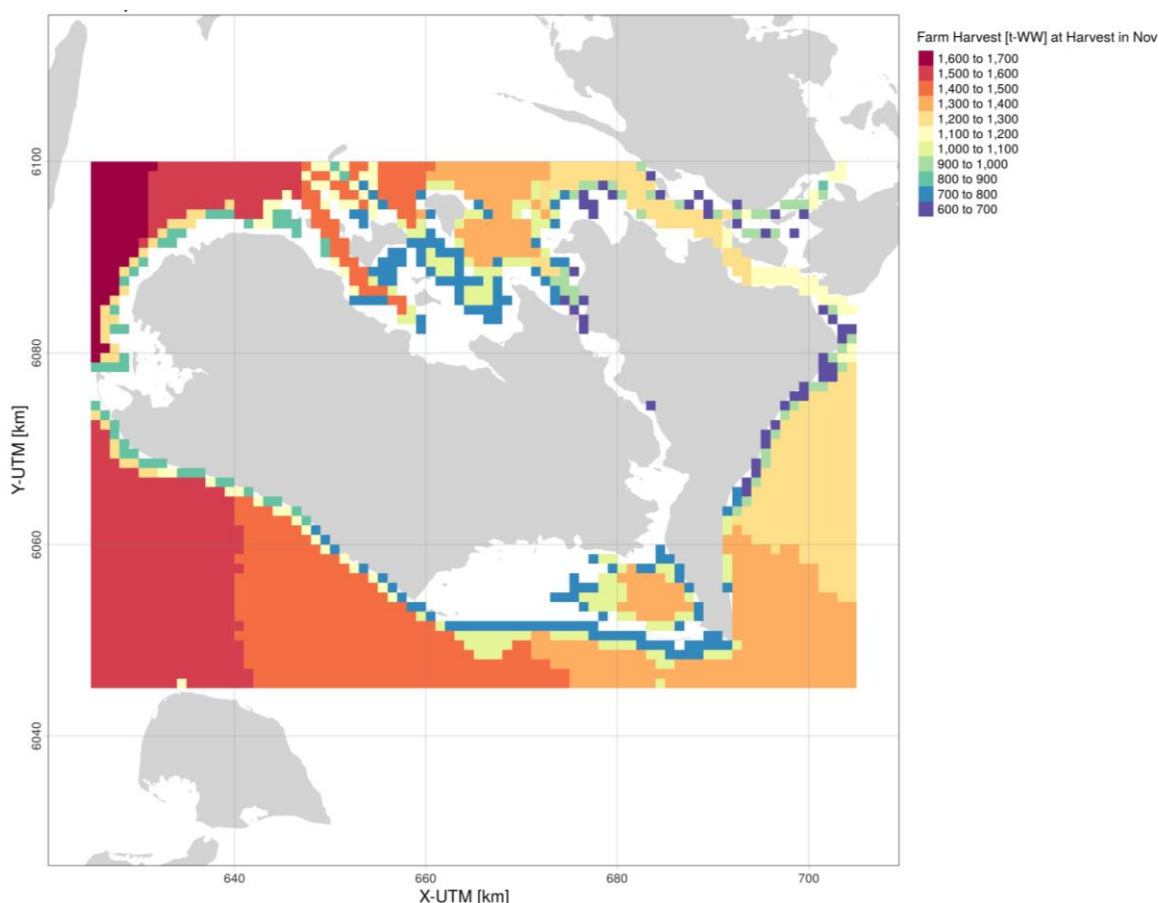 Farm Harvest [t-WW] at Harvest in Nov
1,600 to 1,700
1,500 to 1,600
1,400 to 1,500
1,300 to 1,400
1,200 to 1,300
1,100 to 1,200
1,000 to 1,100
900 to 1,000
800 to 900
700 to 800
600 to 700
Y-UTM [km]
6100
6080
6060
6040
640
660
680
700
X-UTM [km]